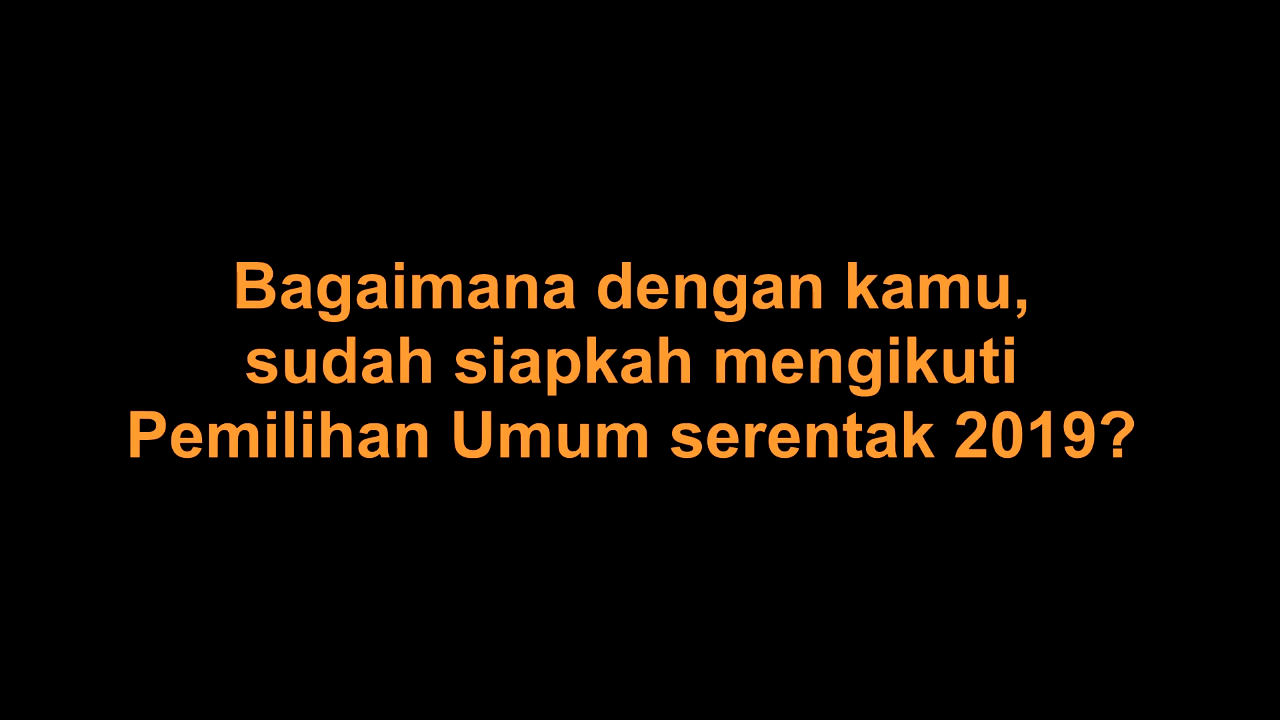 Bagaimana dengan kamu,
sudah siapkah mengikuti
Pemilihan Umum serentak 2019?